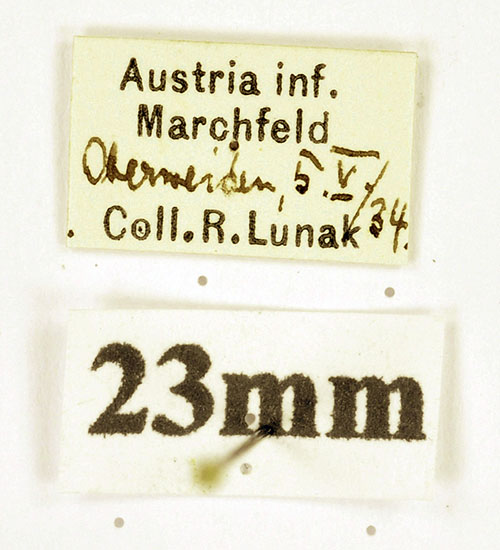 Austria inf.
Marchfeld
Oberweiden, 5.V./34.
Coll. R. Lunak
23mm